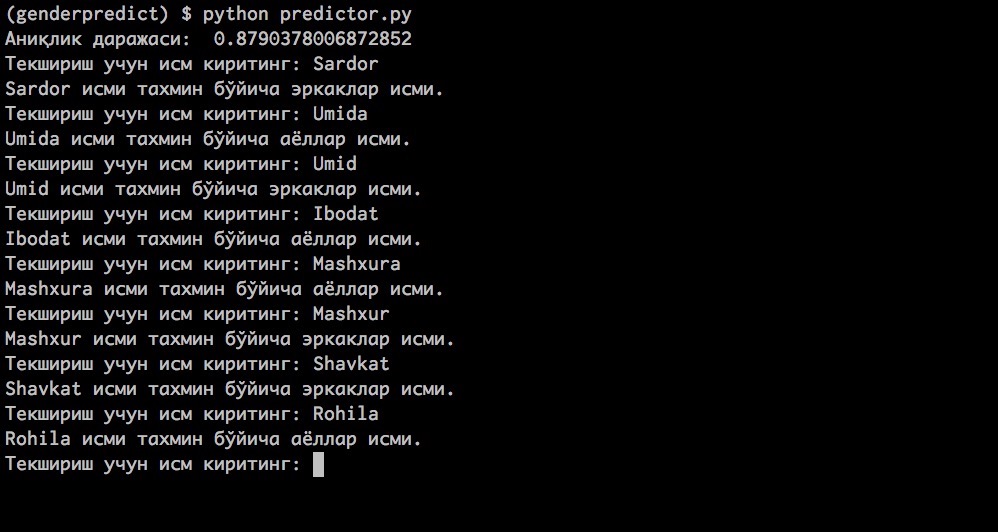 (genderpredict) $ python predictor.py
Аниқлик даражаси:  0.8790378006872852
Текшириш учун исм киритинг: Sardor
Sardor исми тахмин бўйича эркаклар исми.
Текшириш учун исм киритинг: Umida
Umida исми тахмин бўйича аёллар исми.
Текшириш учун исм киритинг: Umid
Umid исми тахмин бўйича эркаклар исми.
Текшириш учун исм киритинг: Ibodat
Ibodat исми тахмин бўйича аёллар исми.
Текшириш учун исм киритинг: Mashxura
Mashxura исми тахмин бўйича аёллар исми.
Текшириш учун исм киритинг: Mashxur
Mashxur исми тахмин бўйича эркаклар исми.
Текшириш учун исм киритинг: Shavkat
Shavkat исми тахмин бўйича эркаклар исми.
Текшириш учун исм киритинг: Rohila
Rohila исми тахмин бўйича аёллар исми.
Текшириш учун исм киритинг: